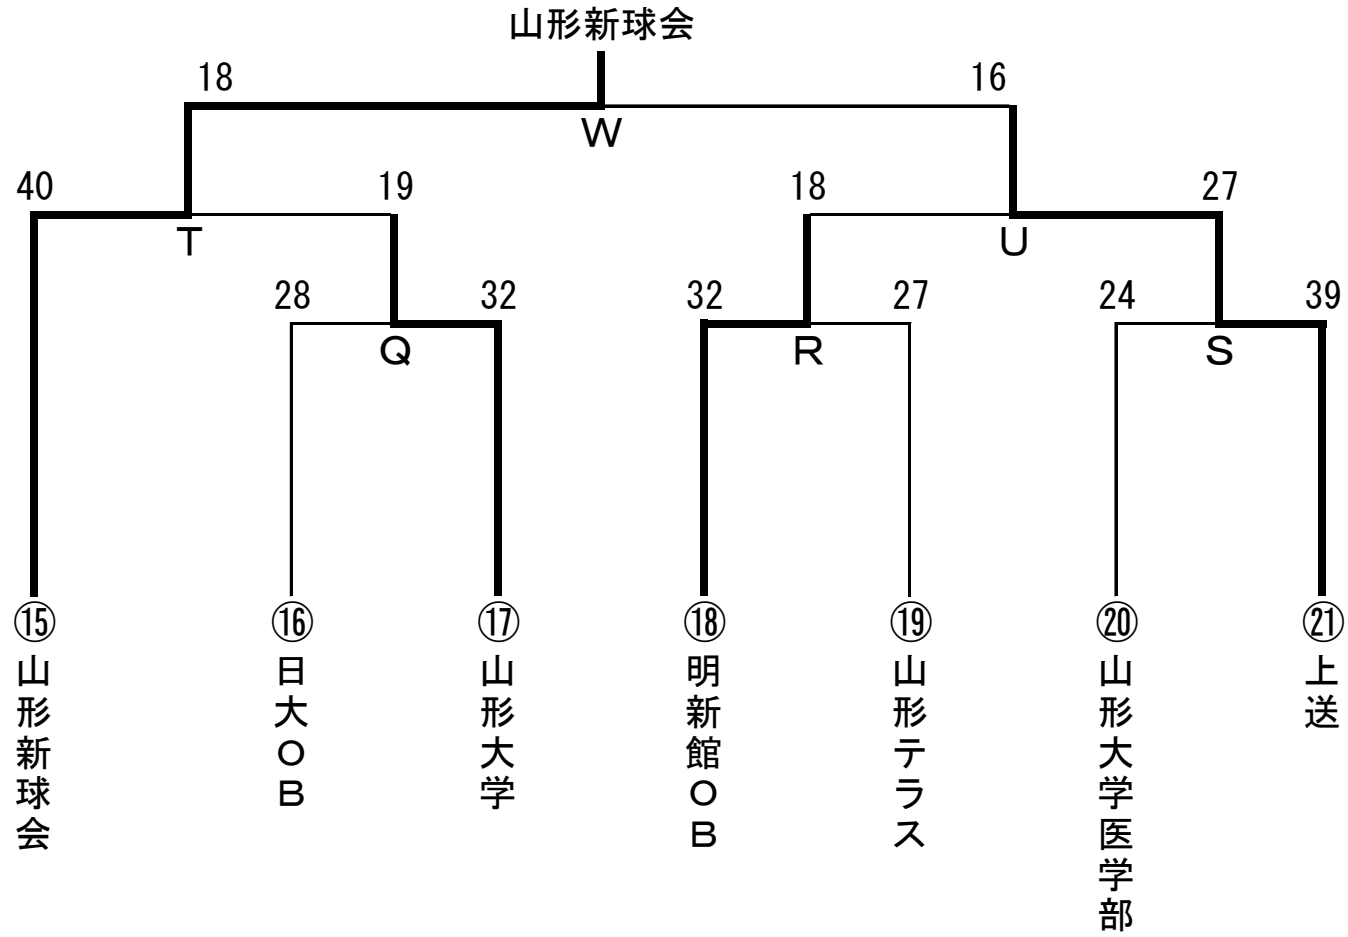 山形新球会
18 16
W
40 19 18 27
T U
28 32 32 27 24 39
Q R S
⑮ ⑯ ⑰ ⑱ ⑲ ⑳ ㉑
山形新球会
日大OB
山形大学
明新館OB
山形テラス
山形大学医学部
上送